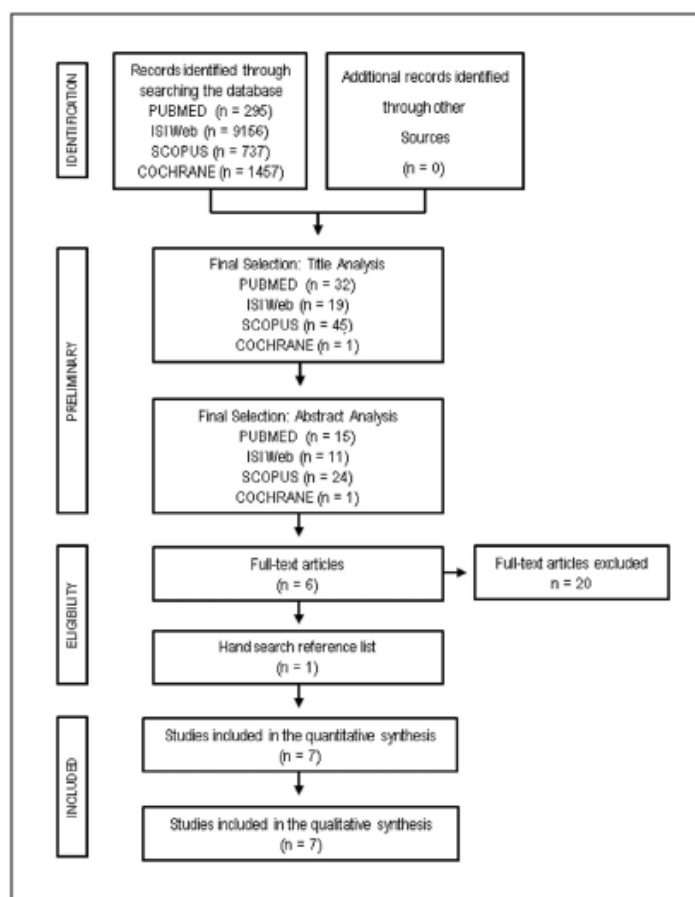 IDENTIFICATION
Records identified through
searching the database
PUBMED (n = 295)
ISIWeb (n = 9156)
SCOPUS (n = 737)
COCHRANE (n = 1457)
Additional records identified
through other
Sources
(n = 0)
PRELIMINARY
Final Selection: Title Analysis
PUBMED (n = 32)
ISIWeb (n = 19)
SCOPUS (n = 45)
COCHRANE (n = 1)
Final Selection: Abstract Analysis
PUBMED (n = 15)
ISIWeb (n = 11)
SCOPUS (n = 24)
COCHRANE (n = 1)
ELIGIBILITY
Full-text articles
(n = 6)
Full-text articles excluded
n = 20
Hand search reference list
(n = 1)
INCLUDED
Studies included in the quantitative synthesis
(n = 7)
Studies included in the qualitative synthesis
(n = 7)